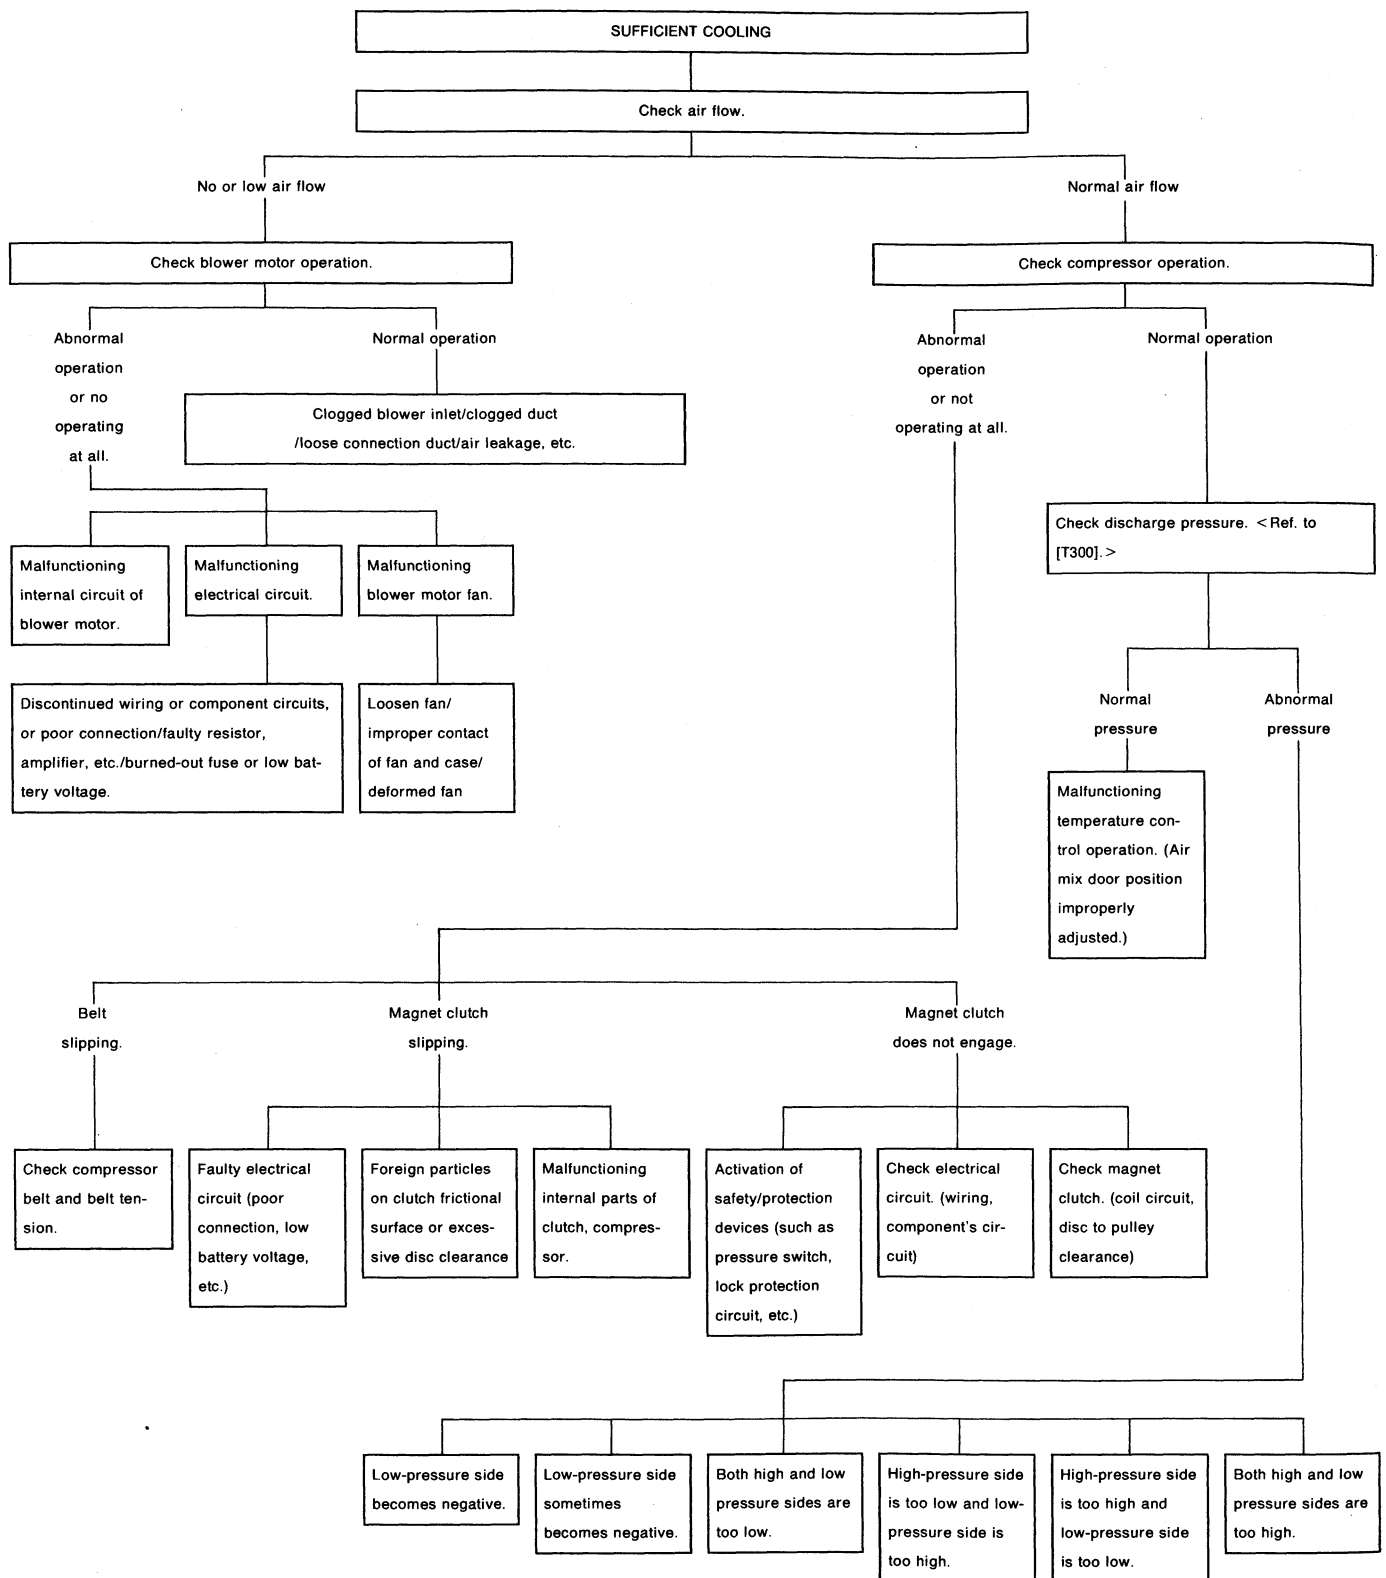 SUFFICIENT COOLING
Check air flow.
No or low air flow
Normal air flow
Check blower motor operation.
Check compressor operation.
Abnormal
operation
or no
operating
at all.
Normal operation
Abnormal
operation
or not
operating at all.
Normal operation
Clogged blower inlet/clogged duct
/loose connection duct/air leakage, etc.
Check discharge pressure. <Ref. to
[T300].>
Malfunctioning
internal circuit of
blower motor.
Malfunctioning
electrical circuit.
Malfunctioning
blower motor fan.
Discontinued wiring or component circuits,
or poor connection/faulty resistor,
amplifier, etc./burned-out fuse or low bat-
tery voltage.
Loosen fan/
improper contact
of fan and case/
deformed fan
Normal
pressure
Abnormal
pressure
Malfunctioning
temperature con-
trol operation. (Air
mix door position
improperly
adjusted.)
Belt
slipping.
Magnet clutch
slipping.
Magnet clutch
does not engage.
Check compressor
belt and belt ten-
sion.
Faulty electrical
circuit (poor
connection, low
battery voltage,
etc.)
Foreign particles
on clutch frictional
surface or exces-
sive disc clearance
Malfunctioning
internal parts of
clutch, compres-
sor.
Activation of
safety/protection
devices (such as
pressure switch,
lock protection
circuit, etc.)
Check electrical
circuit. (wiring,
component's cir-
cuit)
Check magnet
clutch. (coil circuit,
disc to pulley
clearance)
Low-pressure side
becomes negative.
Low-pressure side
sometimes
becomes negative.
Both high and low
pressure sides are
too low.
High-pressure side
is too low and low-
pressure side is
too high.
High-pressure side
is too high and
low-pressure side
is too low.
Both high and low
pressure sides are
too high.